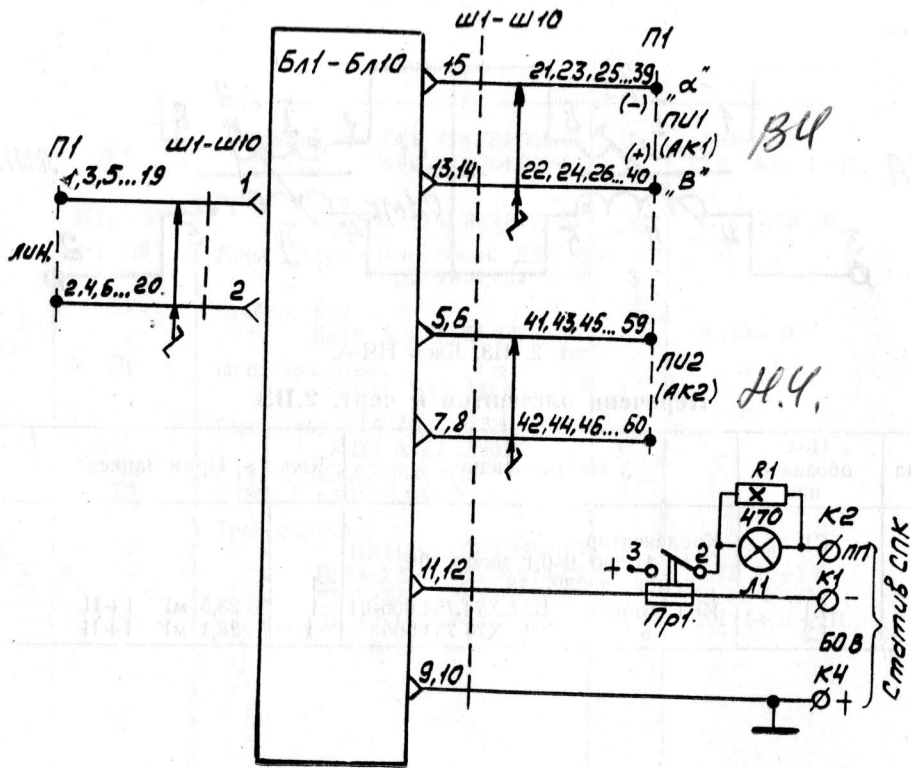 Ш1-Ш10
П1
Бл1-Бл10
15
21,23,25...39
„а"
(-)
ПИ1
(АК1)
ВЧ
(+)
13,14
22,24,26...40
„В"
П1
Ш1-Ш10
1,3,5...19
1
лин.
2,4,6...20.
2
5,6
41,43,45...59
ПИ2
(АК2)
Н.Ч.
7,8
42,44,46...60
R1
470
К2
ПП
+
3
2
Л1
К1
-
11,12
Пр1.
60 В
К4
+
9,10
Статив СПК